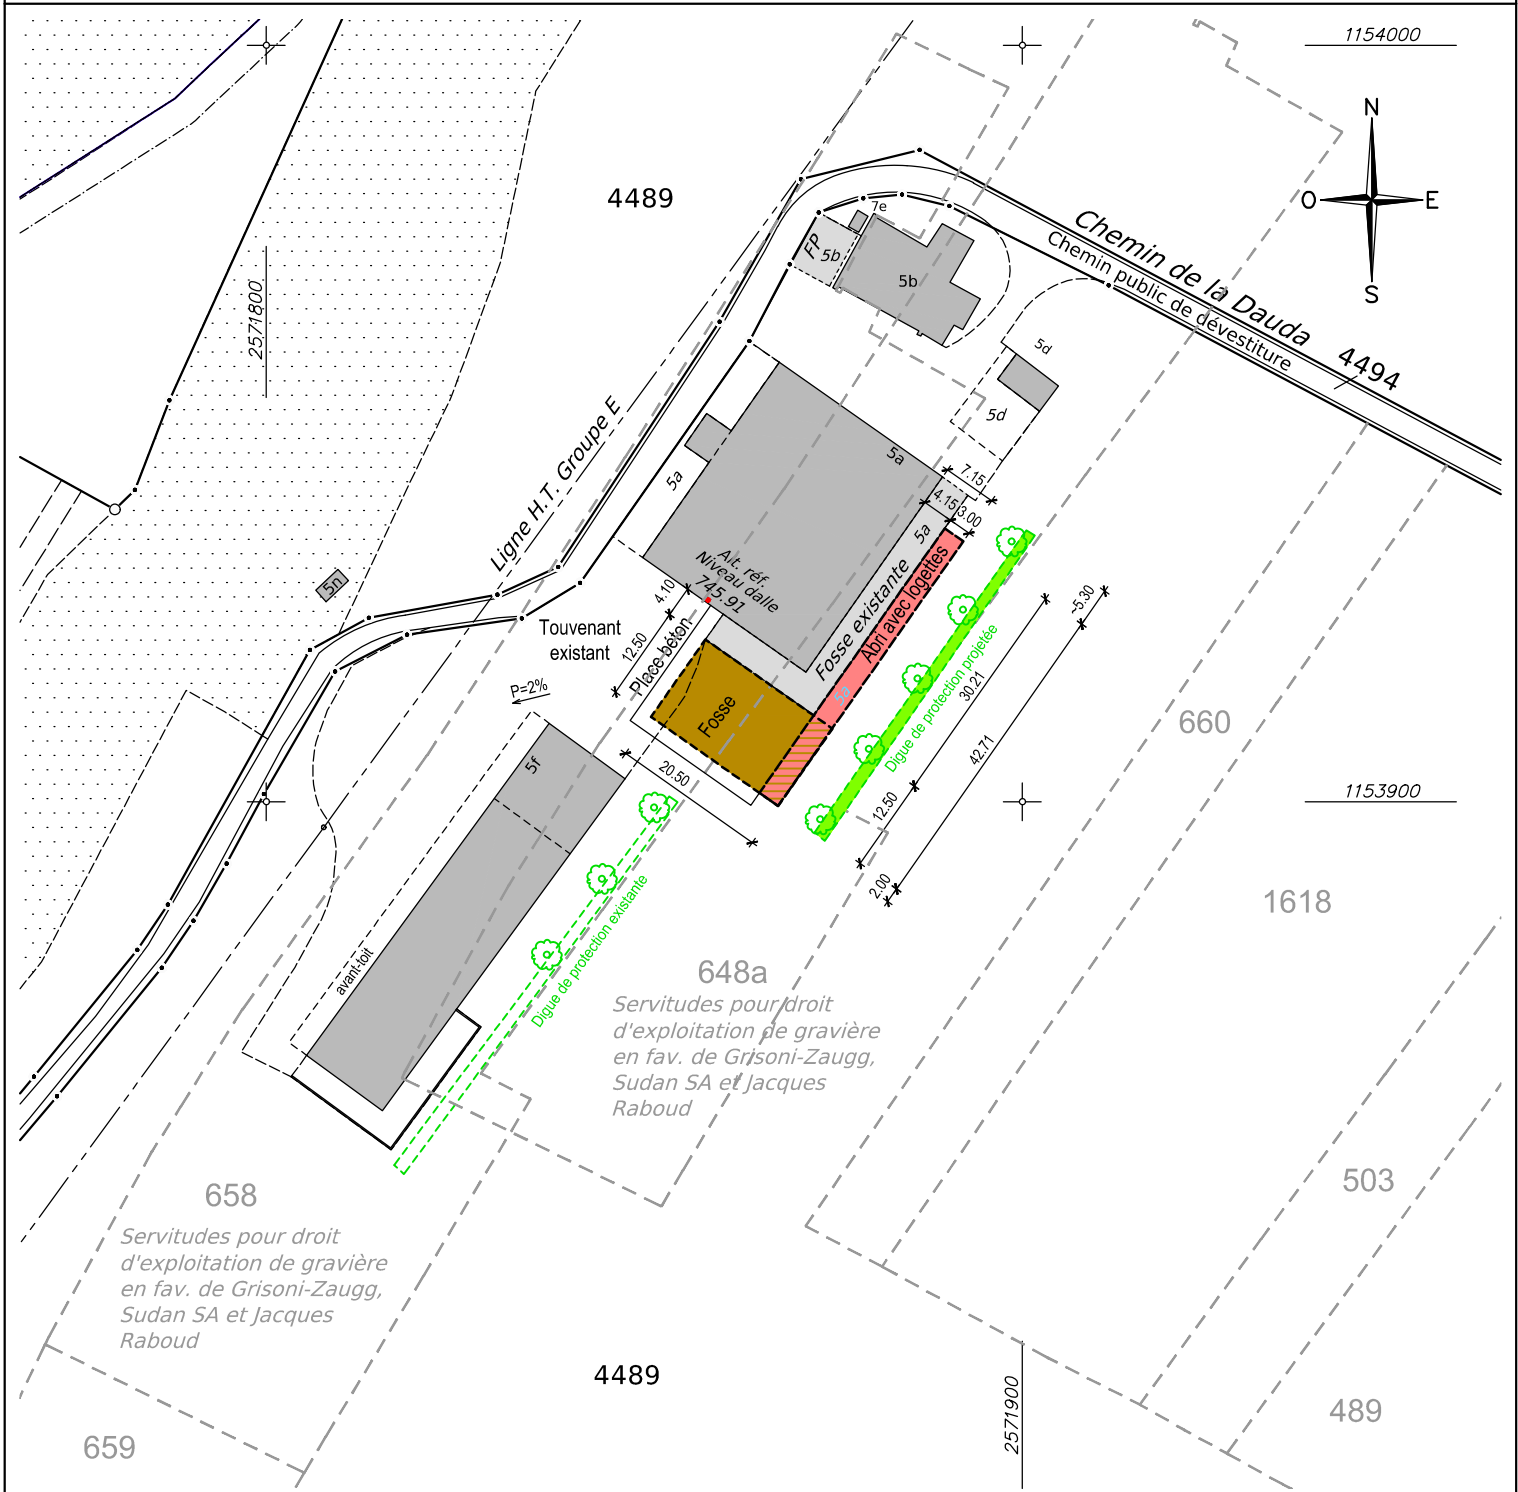 1154000
N
O
E
S
4489
2571800
Chemin de la Dauda
Chemin public de dévestiture
4494
7e
FP
5b
5b
5d
5d
Ligne H.T. Groupe E
5a
5a
5a
7.15
4.15
3.00
Alt. réf.
Niveau dalle
745.91
5n
4.10
12.50
Touvenant
existant
Place béton
P=2%
Fosse existante
Abri avec logettes
5a
Fosse
~5.30
30.21
42.71
Digue de protection projetée
660
5f
20.50
12.50
2.00
1153900
1618
avant-toit
Digue de protection existante
648a
Servitudes pour droit
d'exploitation de gravière
en fav. de Grisoni-Zaugg,
Sudan SA et Jacques
Raboud
658
Servitudes pour droit
d'exploitation de gravière
en fav. de Grisoni-Zaugg,
Sudan SA et Jacques
Raboud
503
4489
2571900
489
659